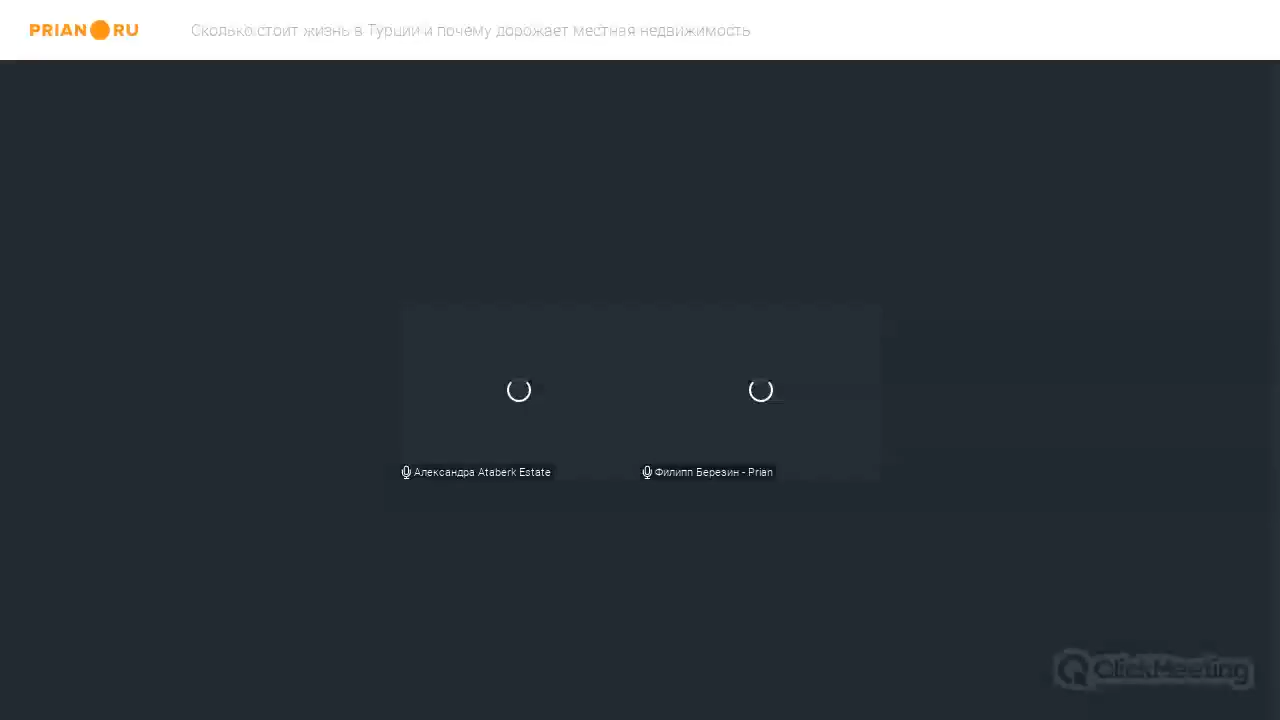 PRIAN RU
Сколько стоит жизнь в Турции и почему дорожает местная недвижимость
Александра Ataberk Estate
Филипп Березин - Prian
ClickMeeting